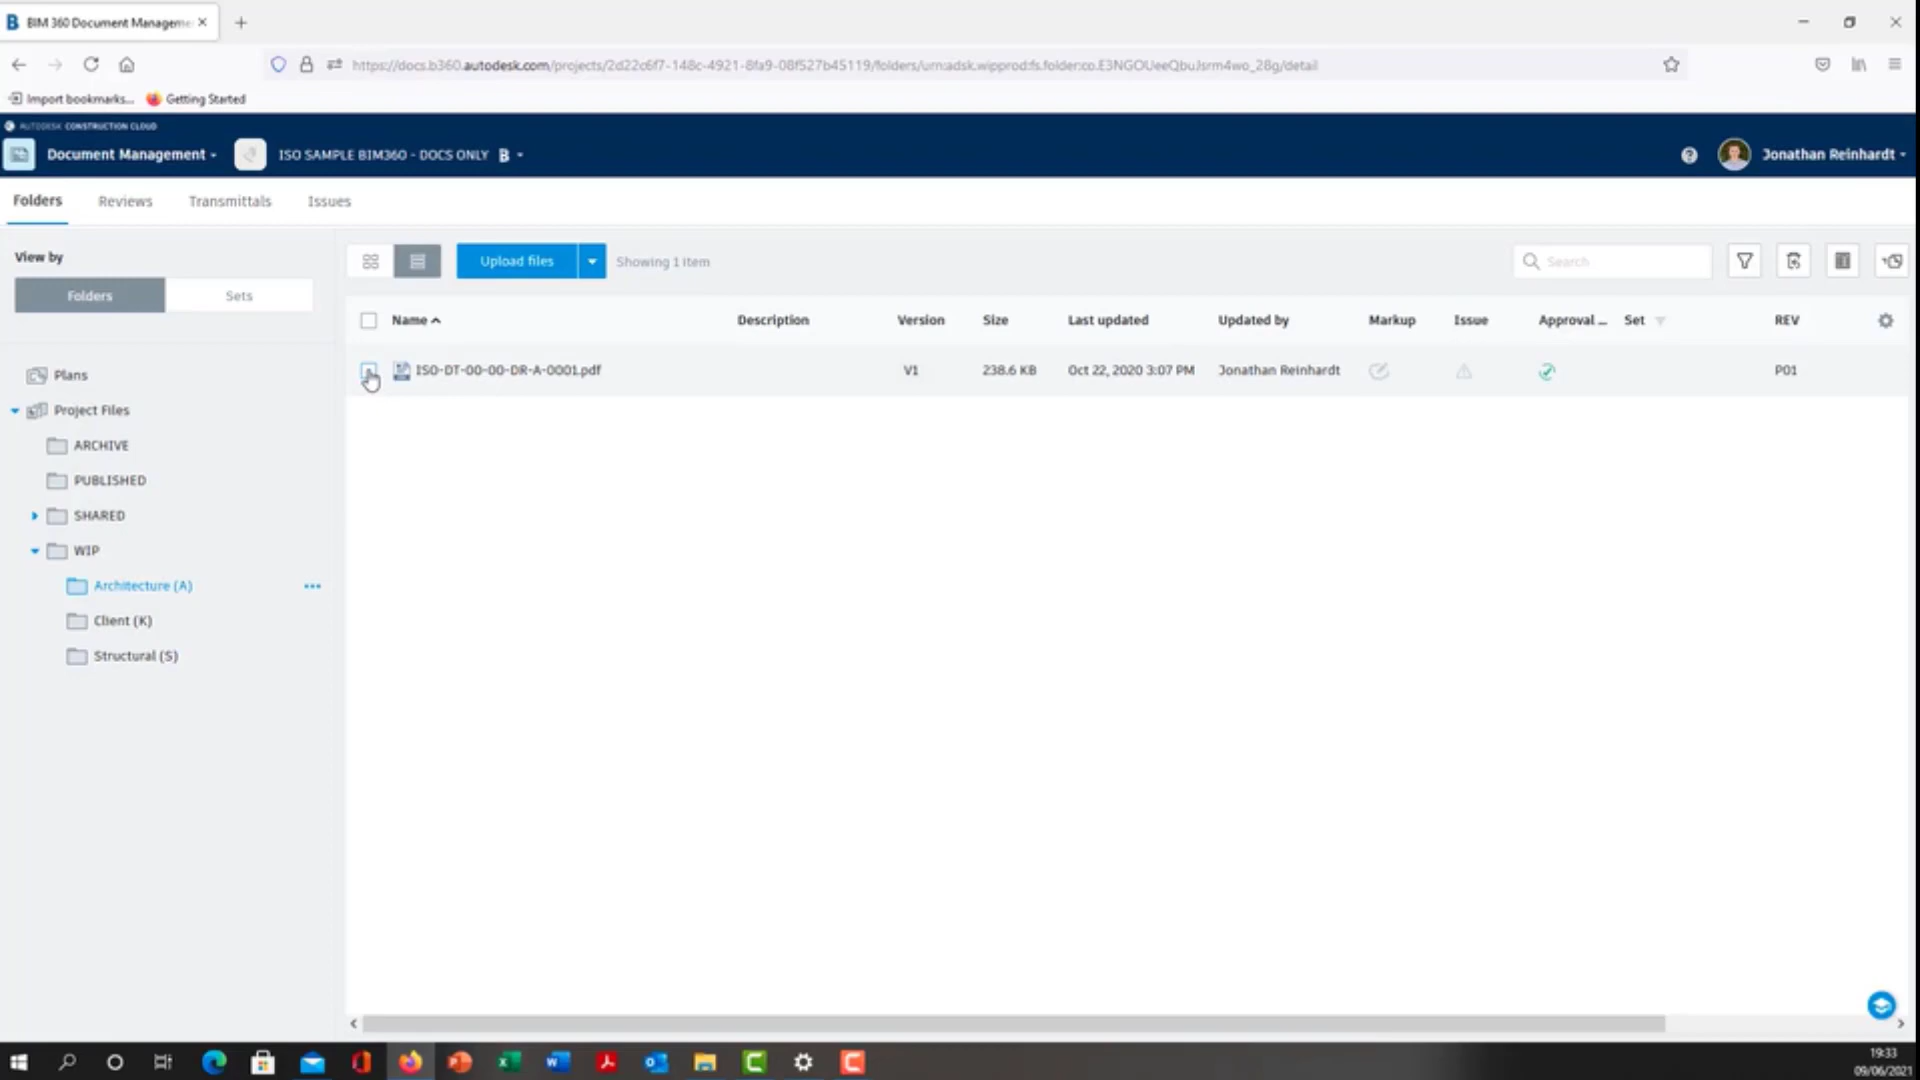 BIM 360 Document Manageme
Import bookmarks...
Getting Started
https://docs.b360.autodesk.com/projects/2d22c6f7-148c-4921-8fa9-08f527b45119/folders/urn:adsk.wipprod:fs.folder:co.E3NGOUeeQbuJsrm4wo_28g/detail
AUTODESK CONSTRUCTION CLOUD
Document Management
ISO SAMPLE BIM360 - DOCS ONLY B
Jonathan Reinhardt
Folders Reviews Transmittals Issues
View by
Folders Sets
Upload files
Showing 1 item
Search
Name Description Version Size Last updated Updated by Markup Issue Approval ... Set REV
ISO-DT-00-00-DR-A-0001.pdf V1 238.6 KB Oct 22, 2020 3:07 PM Jonathan Reinhardt P01
Plans
Project Files
ARCHIVE
PUBLISHED
SHARED
WIP
Architecture (A)
Client (K)
Structural (S)
19:33
09/06/2021